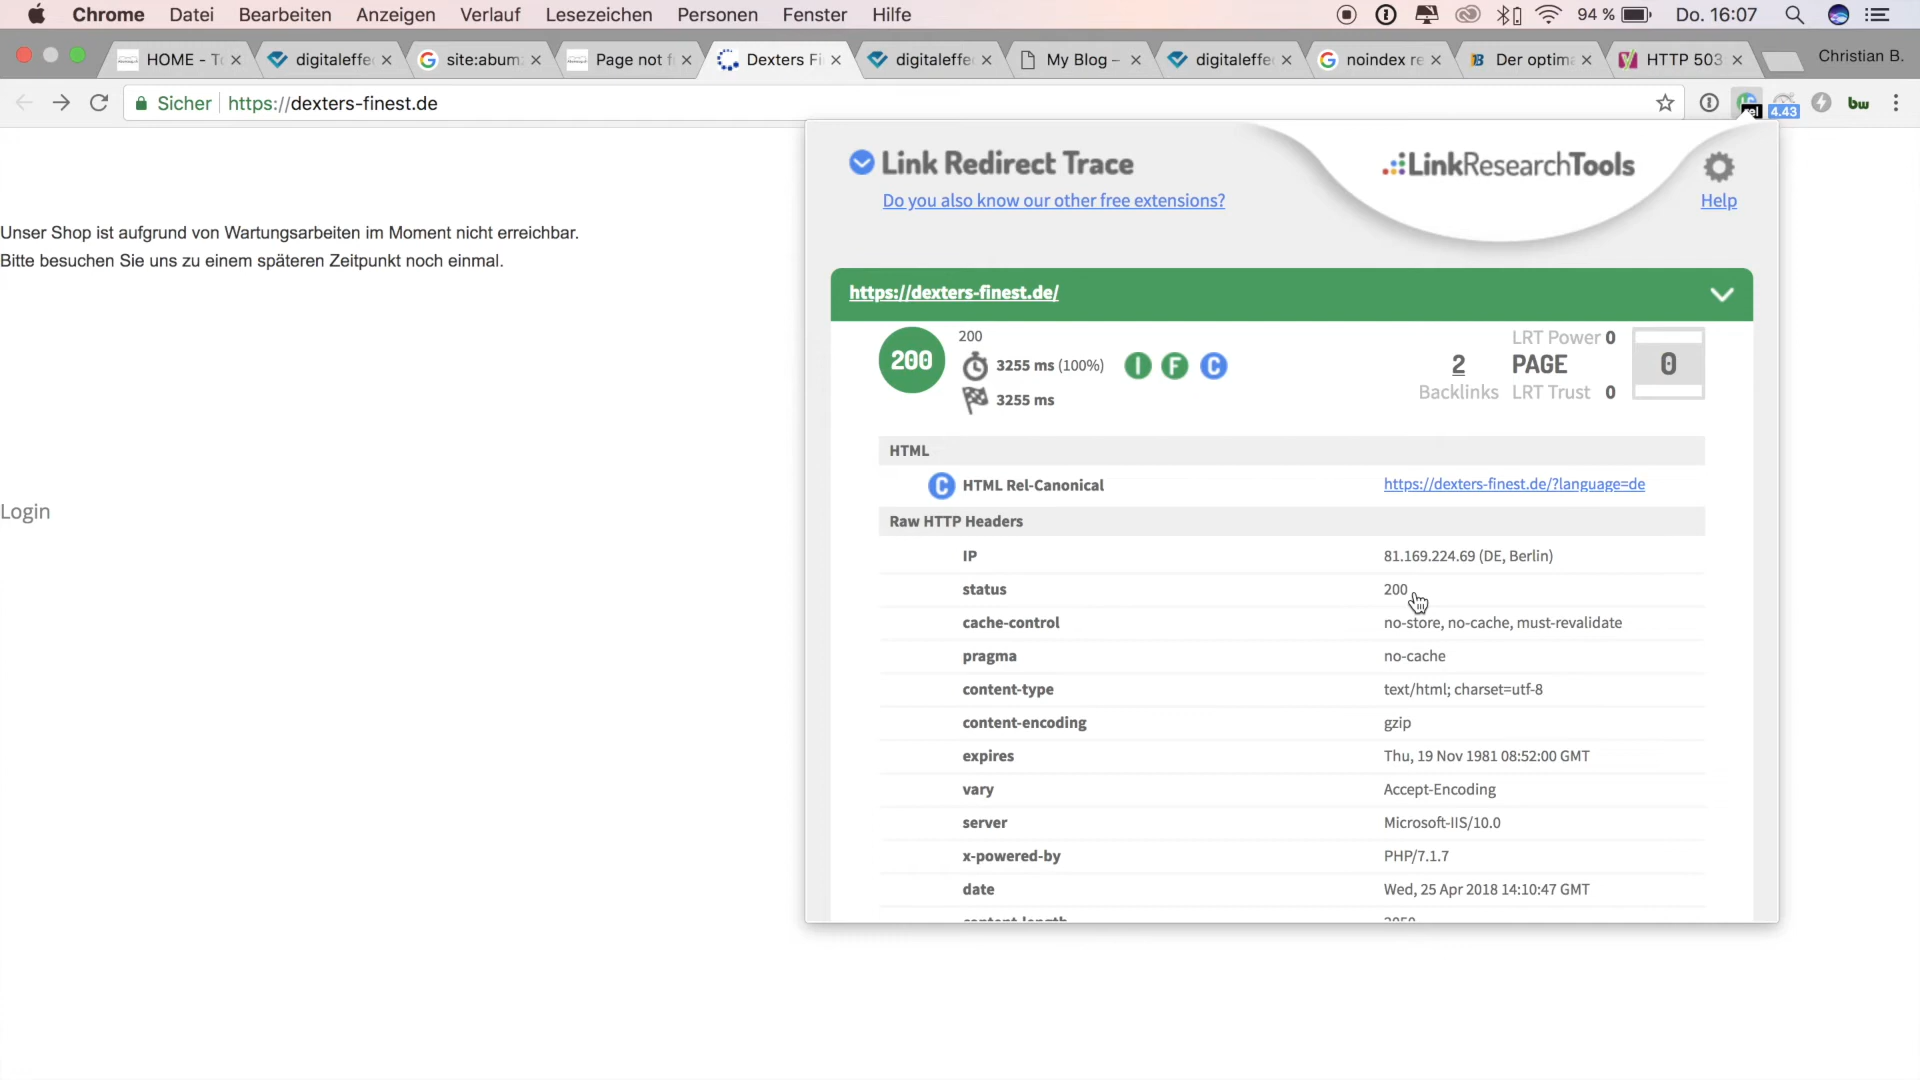 Chrome Datei Bearbeiten Anzeigen Verlauf Lesezeichen Personen Fenster Hilfe 94 % Do. 16:07
HOME - T digitaleffe site:abum Page not f Dexters Fi digitaleffe My Blog – digitaleffe noindex re Der optim HTTP 503 Christian B.
Sicher https://dexters-finest.de rel 4.43 bw
Link Redirect Trace LinkResearchTools
Do you also know our other free extensions? Help
Unser Shop ist aufgrund von Wartungsarbeiten im Moment nicht erreichbar.
Bitte besuchen Sie uns zu einem späteren Zeitpunkt noch einmal.
Login
https://dexters-finest.de/
200 200 3255 ms (100%) I F C
3255 ms
2 Backlinks
LRT Power 0
PAGE 0
LRT Trust 0
HTML
C HTML Rel-Canonical https://dexters-finest.de/?language=de
Raw HTTP Headers
IP 81.169.224.69 (DE, Berlin)
status 200
cache-control no-store, no-cache, must-revalidate
pragma no-cache
content-type text/html; charset=utf-8
content-encoding gzip
expires Thu, 19 Nov 1981 08:52:00 GMT
vary Accept-Encoding
server Microsoft-IIS/10.0
x-powered-by PHP/7.1.7
date Wed, 25 Apr 2018 14:10:47 GMT
content-length